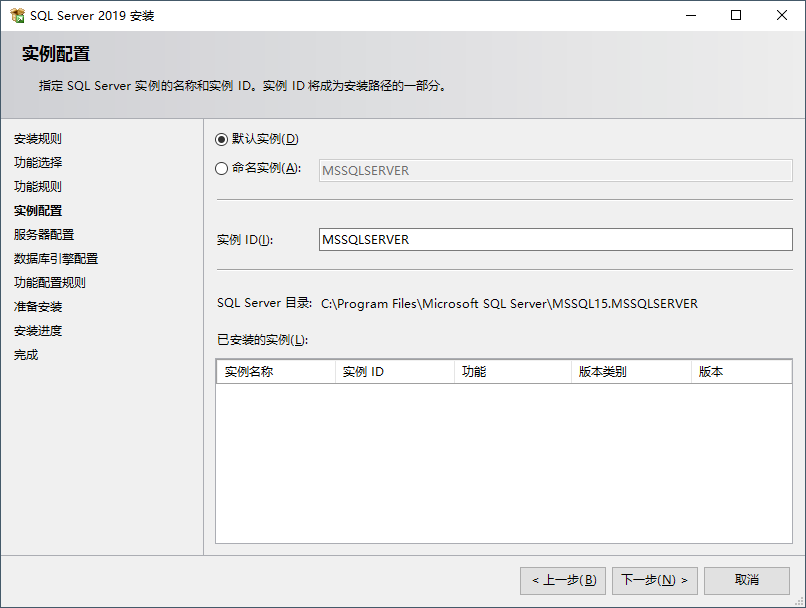 SQL Server 2019 安装
实例配置
指定 SQL Server 实例的名称和实例 ID。实例 ID 将成为安装路径的一部分。
安装规则
功能选择
功能规则
实例配置
服务器配置
数据库引擎配置
功能配置规则
准备安装
安装进度
完成
默认实例(D)
命名实例(A): MSSQLSERVER
实例 ID(I): MSSQLSERVER
SQL Server 目录: C:\Program Files\Microsoft SQL Server\MSSQL15.MSSQLSERVER
已安装的实例(L):
实例名称 实例 ID 功能 版本类别 版本
< 上一步(B) 下一步(N) > 取消